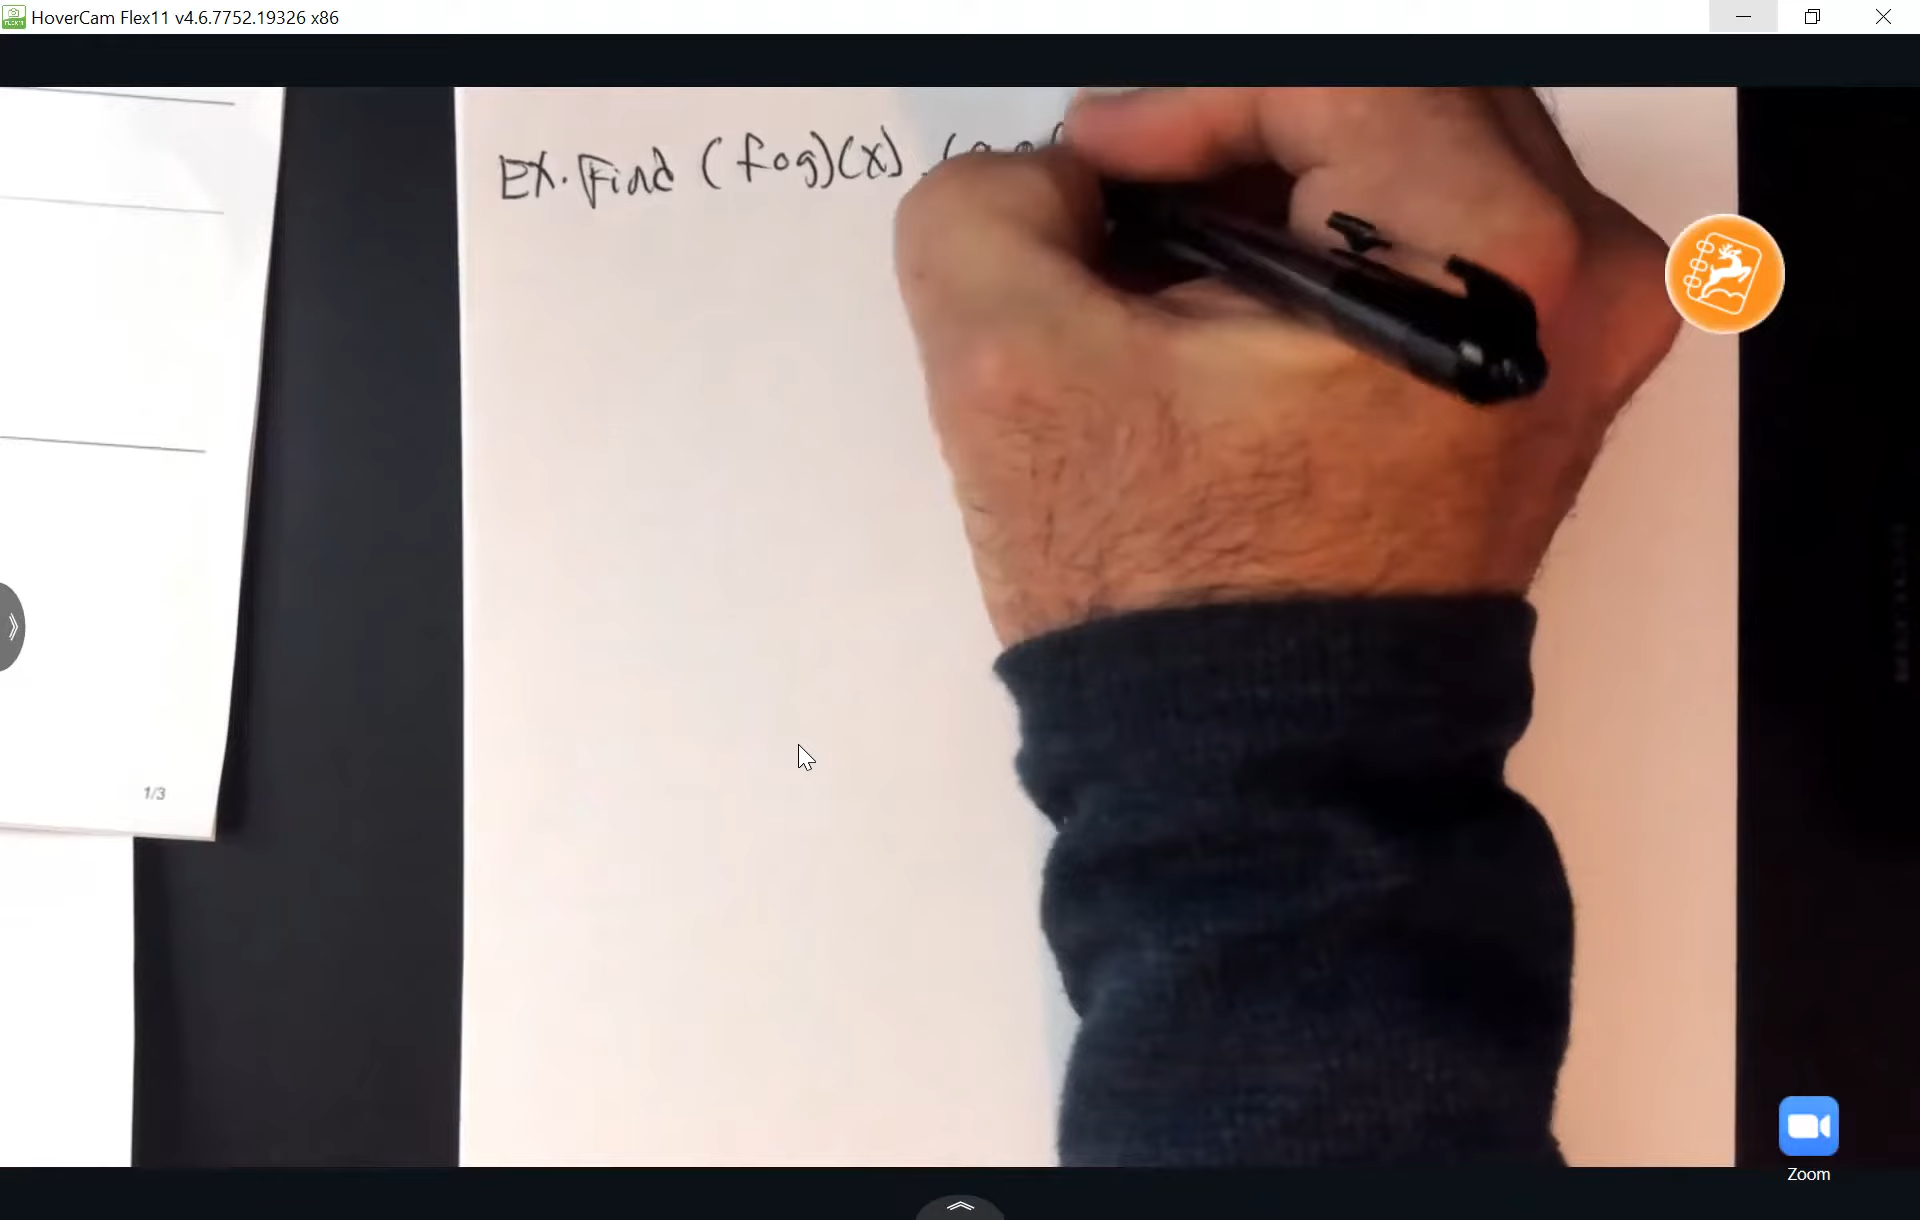 HoverCam Flex11 v4.6.7752.19326 x86
EX. Find (fog)(x)
1/3
Zoom